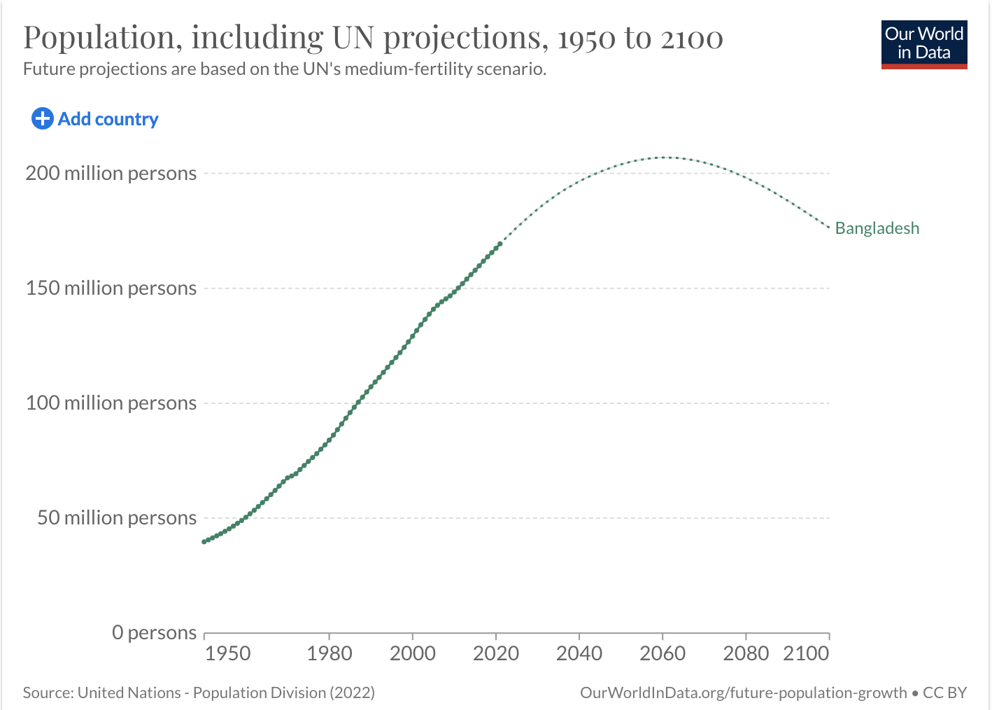 Population, including UN projections, 1950 to 2100
Our World
in Data
Future projections are based on the UN's medium-fertility scenario.
Add country
200 million persons
150 million persons
100 million persons
50 million persons
0 persons
Bangladesh
1950 1980 2000 2020 2040 2060 2080 2100
Source: United Nations - Population Division (2022)
OurWorldInData.org/future-population-growth • CC BY